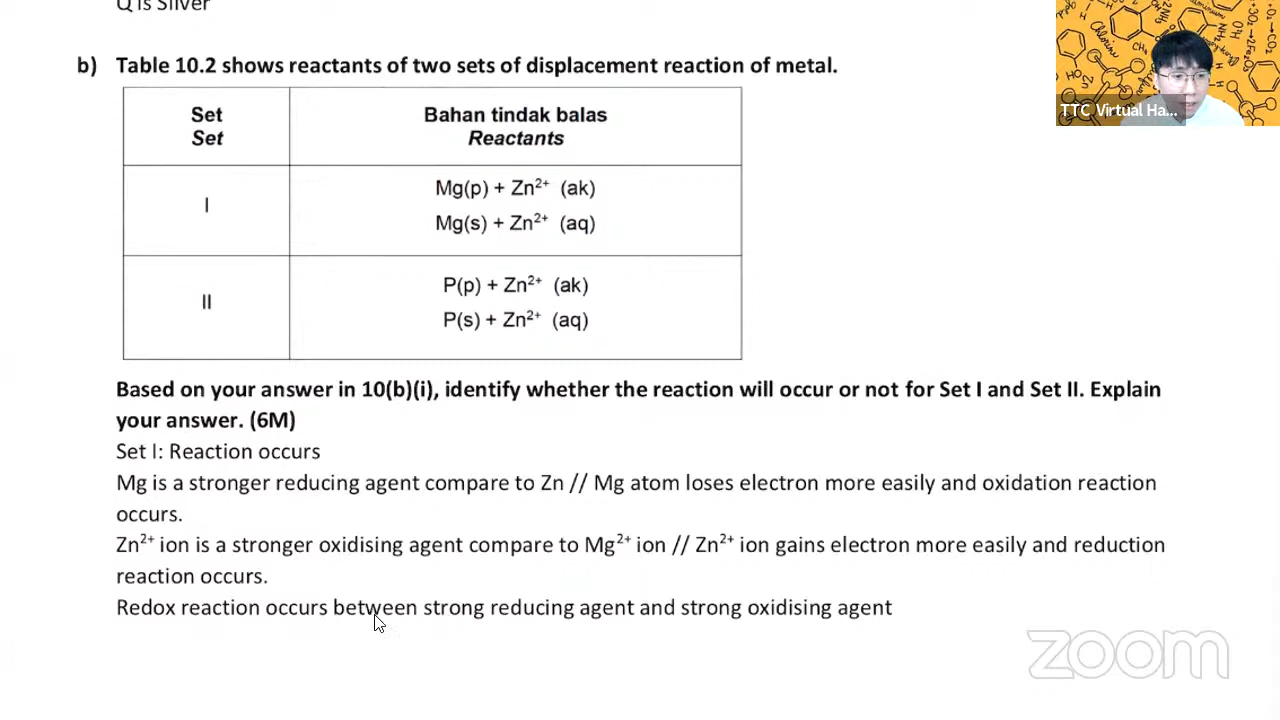 Q is Silver
b) Table 10.2 shows reactants of two sets of displacement reaction of metal.
Set
Set
Bahan tindak balas
Reactants
I
Mg(p) + Zn²⁺ (ak)
Mg(s) + Zn²⁺ (aq)
II
P(p) + Zn²⁺ (ak)
P(s) + Zn²⁺ (aq)
Based on your answer in 10(b)(i), identify whether the reaction will occur or not for Set I and Set II. Explain
your answer. (6M)
Set I: Reaction occurs
Mg is a stronger reducing agent compare to Zn // Mg atom loses electron more easily and oxidation reaction
occurs.
Zn²⁺ ion is a stronger oxidising agent compare to Mg²⁺ ion // Zn²⁺ ion gains electron more easily and reduction
reaction occurs.
Redox reaction occurs between strong reducing agent and strong oxidising agent
TTC Virtual Ha...
zoom